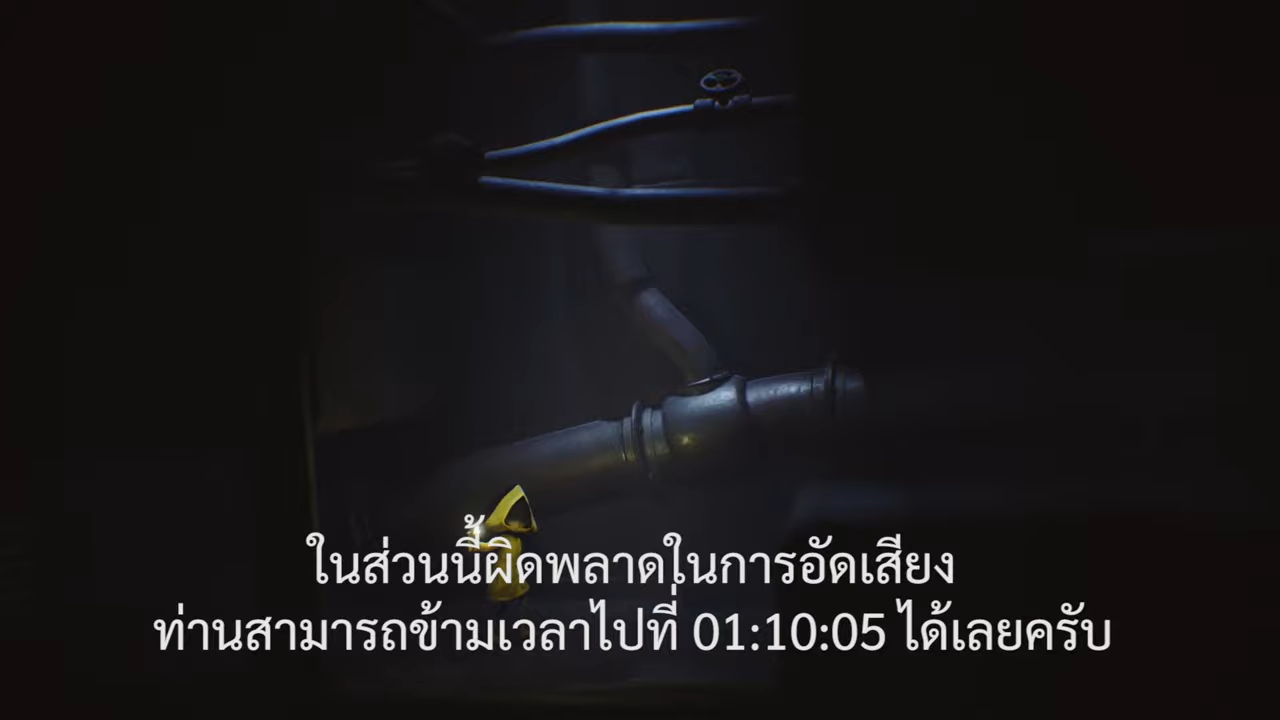 ในส่วนนี้ผิดพลาดในการอัดเสียง
ท่านสามารถข้ามเวลาไปที่ 01:10:05 ได้เลยครับ